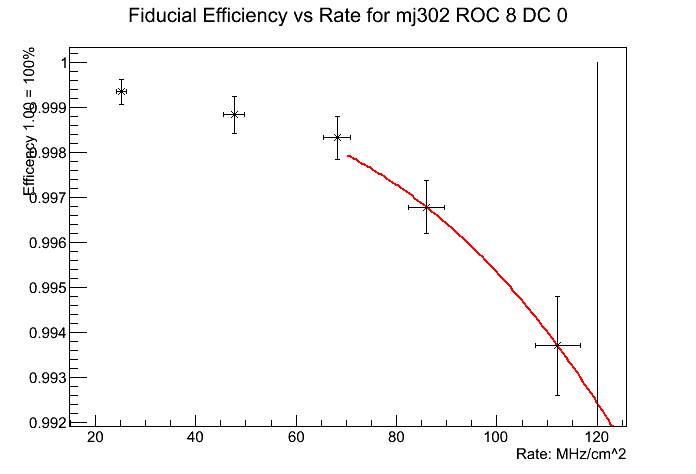 Fiducial Efficiency vs Rate for mj302 ROC 8 DC 0
Efficency 1.00 = 100%
1
0.999
0.998
0.997
0.996
0.995
0.994
0.993
0.992
20 40 60 80 100 120
Rate: MHz/cm^2